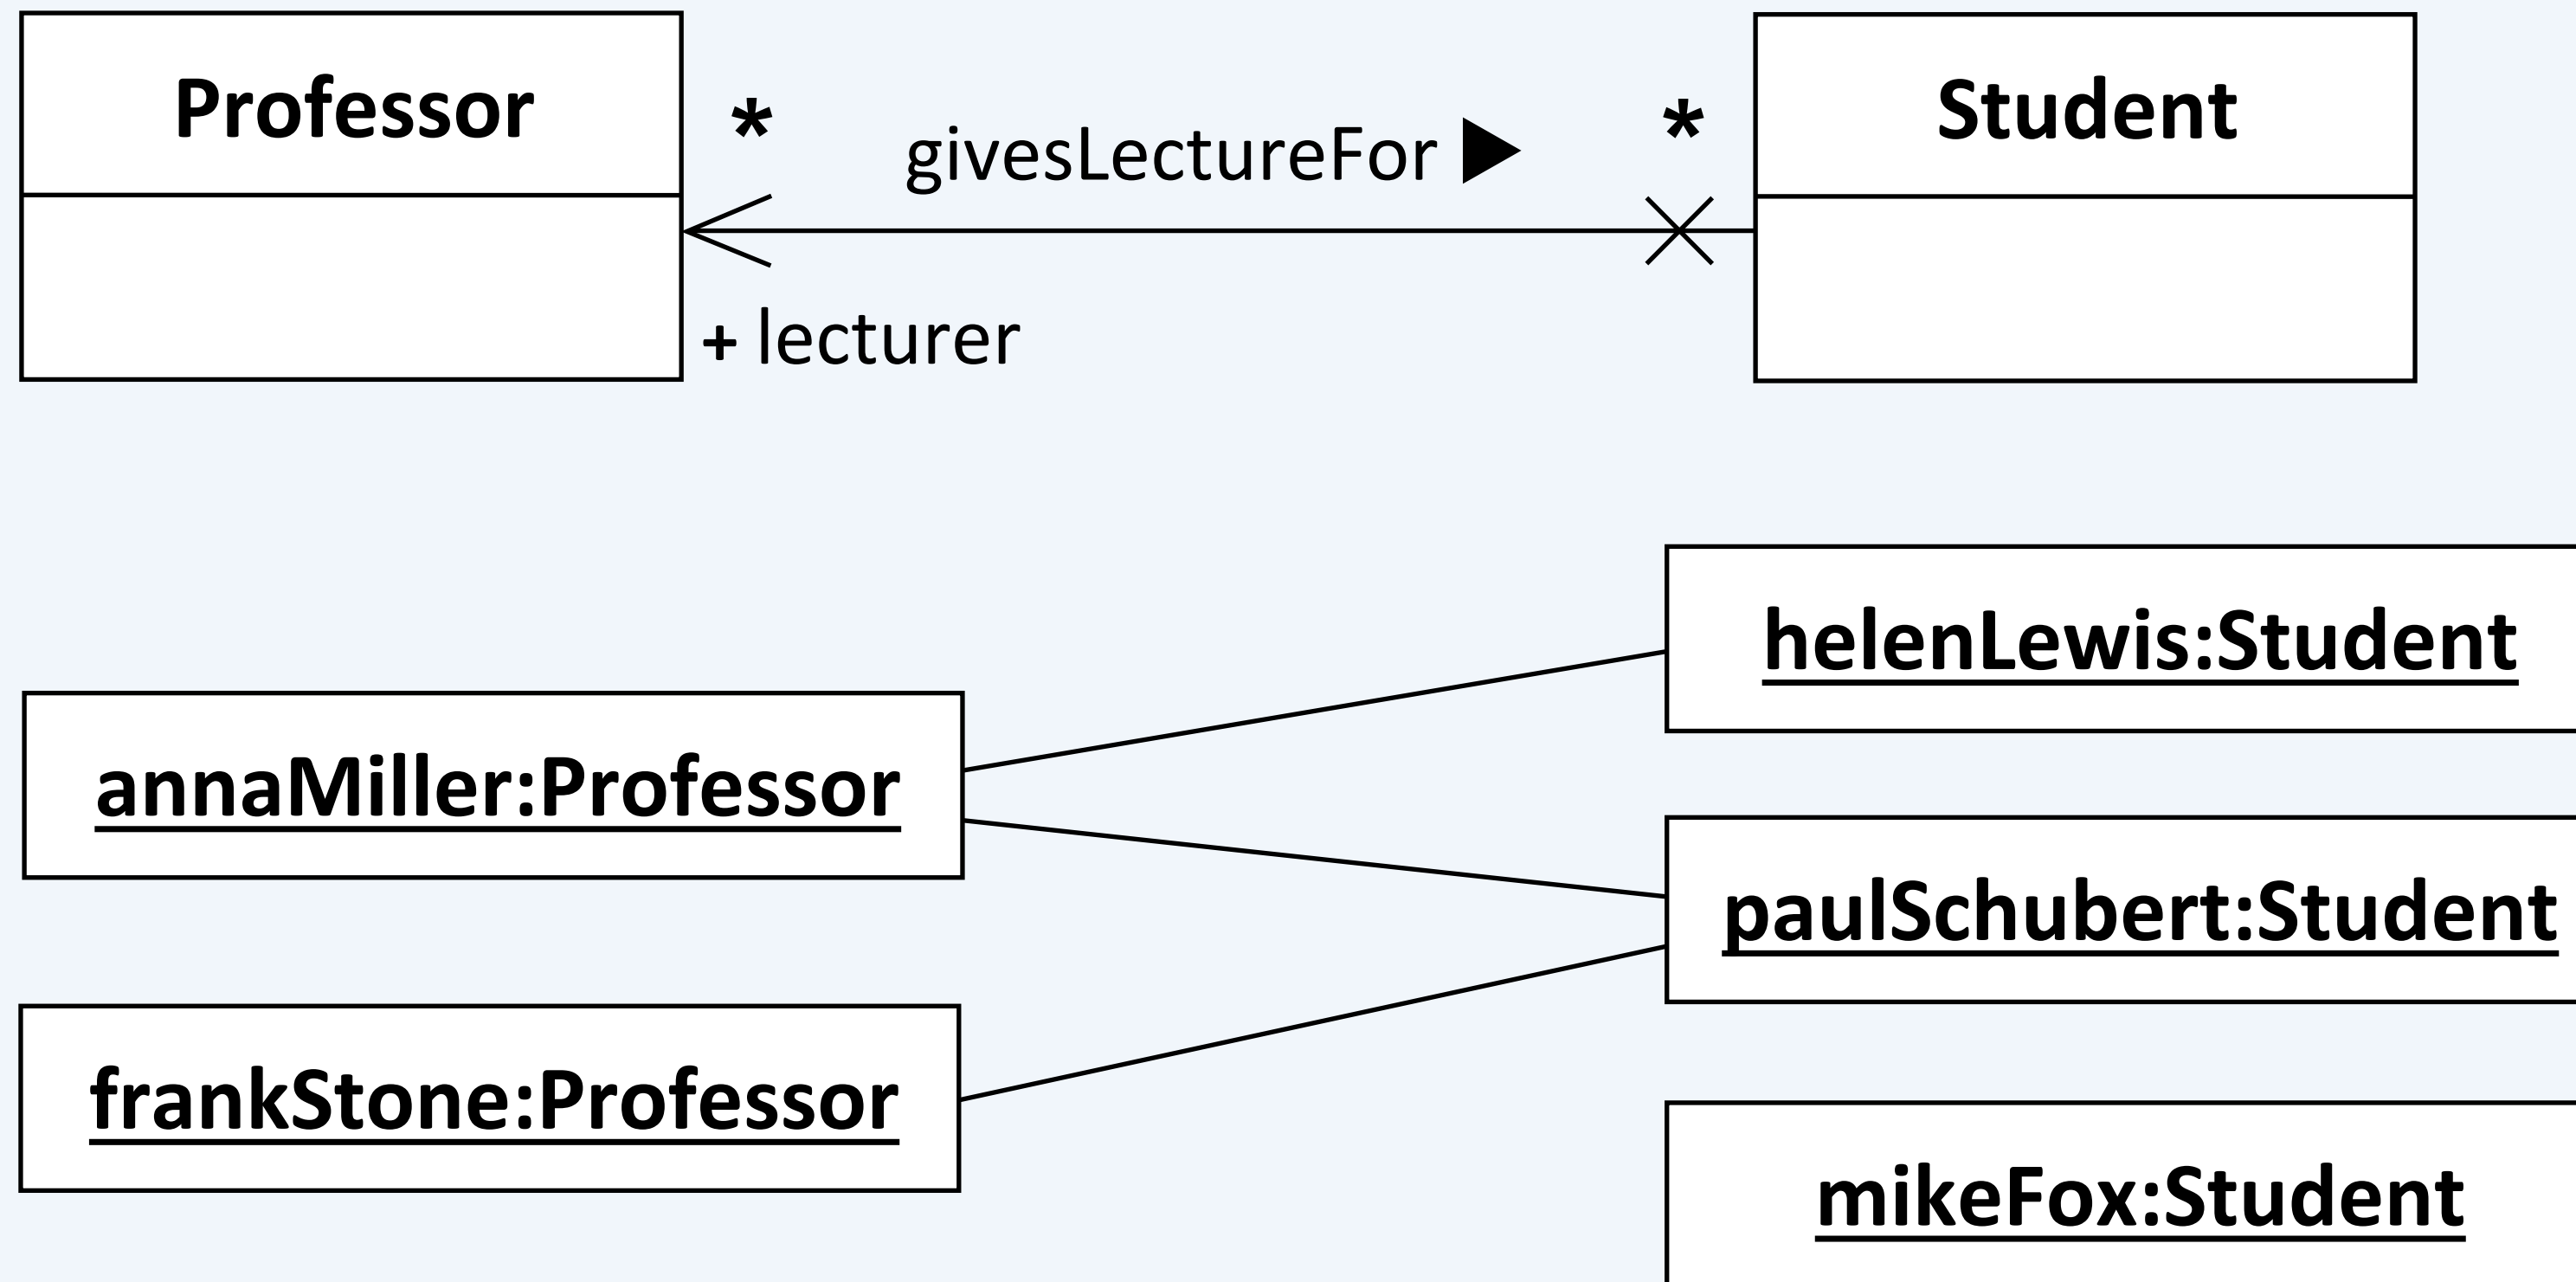 Professor
*
givesLectureFor ▶
*
Student
+ lecturer
helenLewis:Student
annaMiller:Professor
paulSchubert:Student
frankStone:Professor
mikeFox:Student